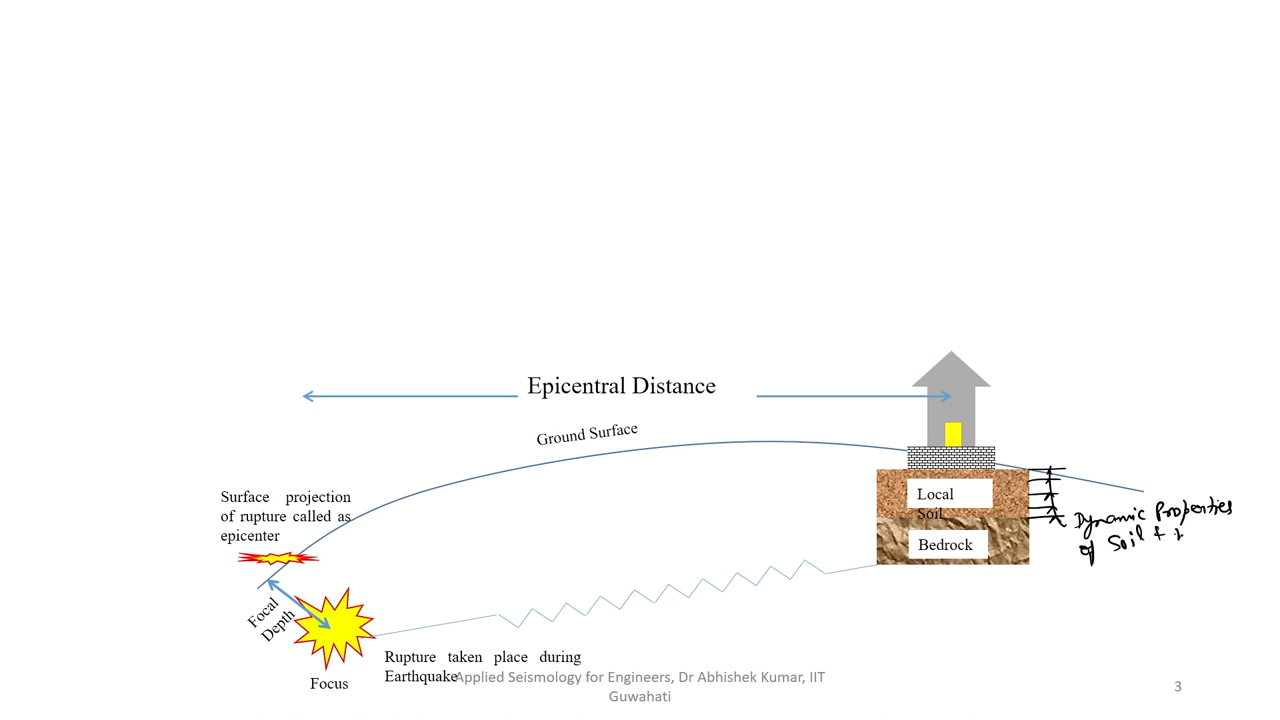 Epicentral Distance
Ground Surface
Surface projection
of rupture called as
epicenter
Local
Soil
Bedrock
Dynamic Properties
of Soil &
Focal
Depth
Rupture taken place during
Earthquake
Focus
Applied Seismology for Engineers, Dr Abhishek Kumar, IIT
Guwahati
3